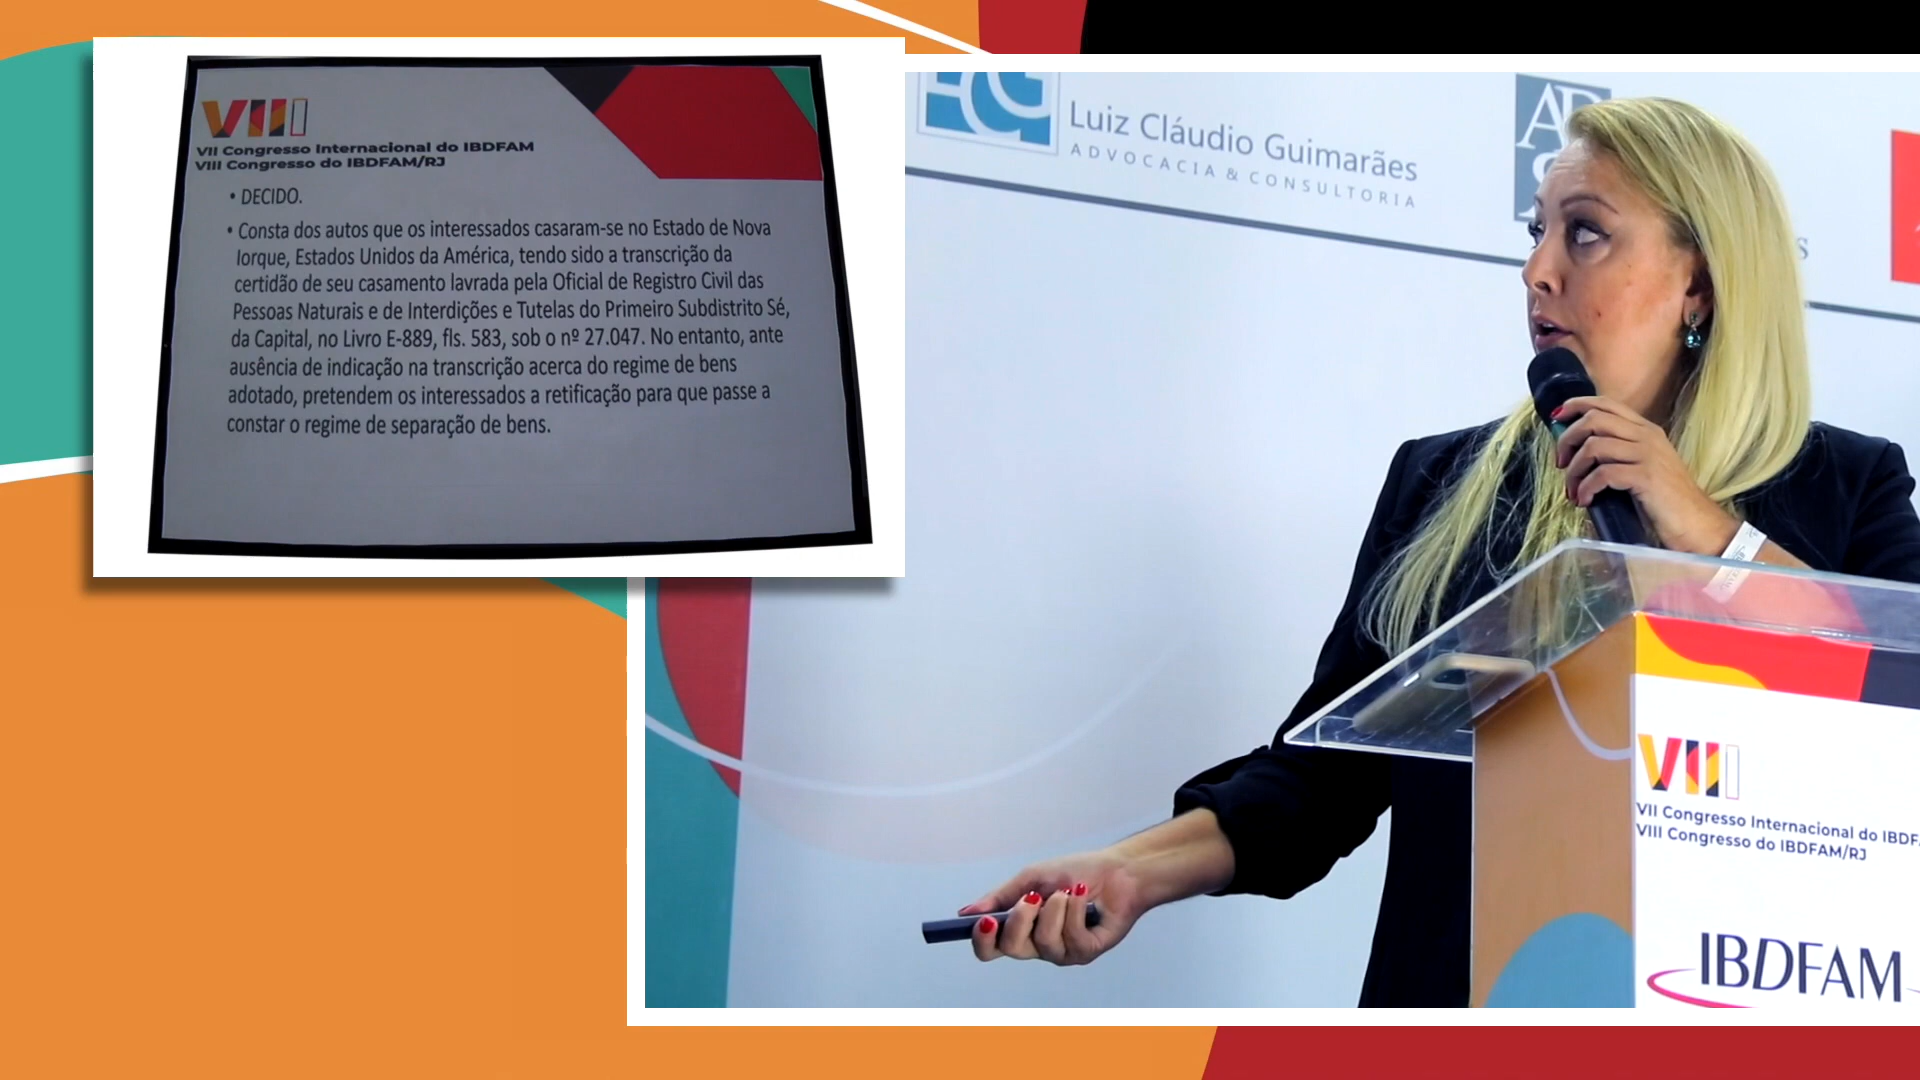 VIII
VII Congresso Internacional do IBDFAM
VIII Congresso do IBDFAM/RJ
• DECIDO.
• Consta dos autos que os interessados casaram-se no Estado de Nova
Iorque, Estados Unidos da América, tendo sido a transcrição da
certidão de seu casamento lavrada pela Oficial de Registro Civil das
Pessoas Naturais e de Interdições e Tutelas do Primeiro Subdistrito Sé,
da Capital, no Livro E-889, fls. 583, sob o nº 27.047. No entanto, ante
ausência de indicação na transcrição acerca do regime de bens
adotado, pretendem os interessados a retificação para que passe a
constar o regime de separação de bens.
Luiz Cláudio Guimarães
ADVOCACIA & CONSULTORIA
VIII
VII Congresso Internacional do IBDF
VIII Congresso do IBDFAM/RJ
IBDFAM